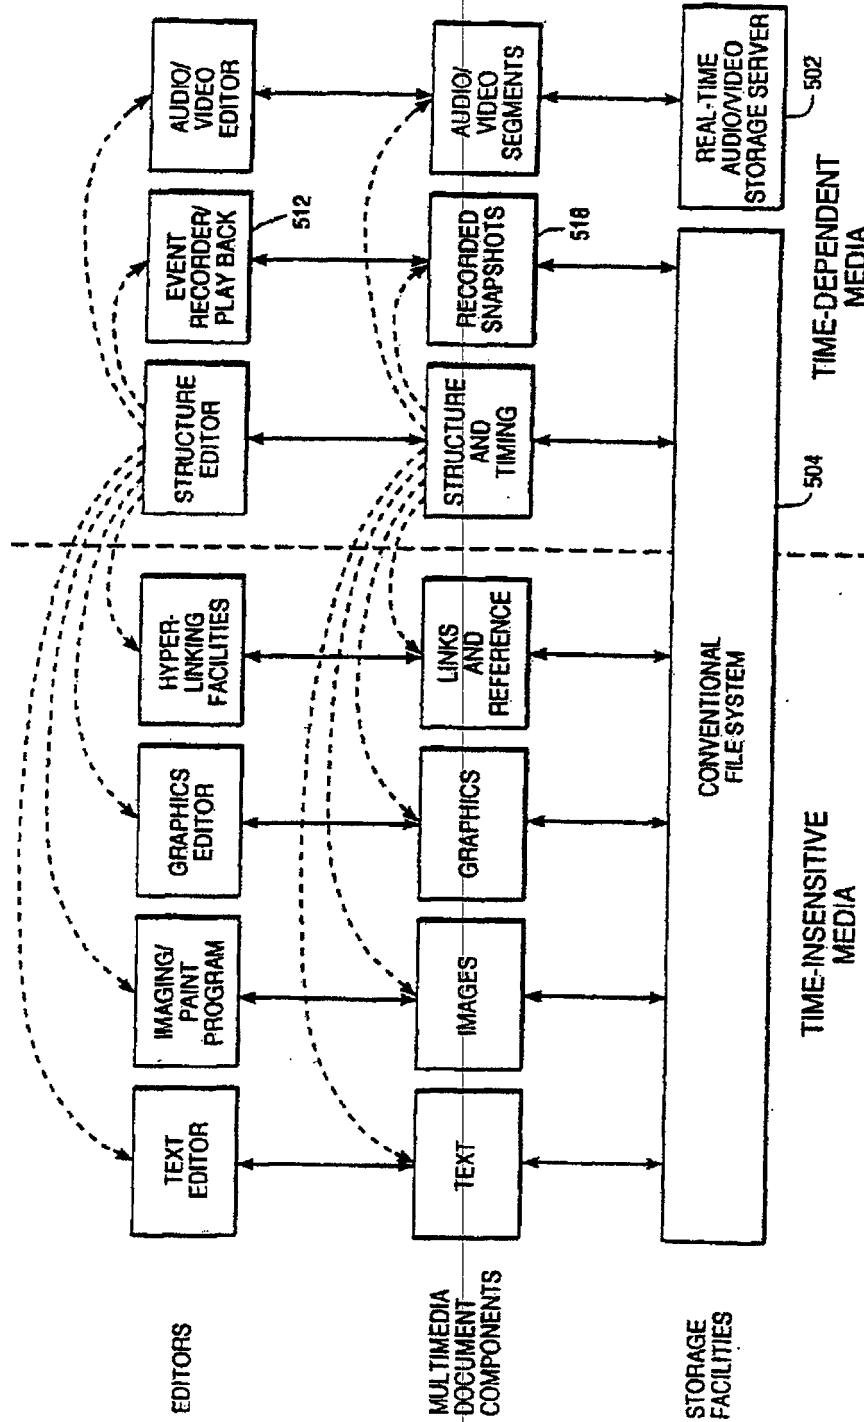 EDITORS
TEXT
EDITOR
IMAGING/
PAINT
PROGRAM
GRAPHICS
EDITOR
HYPER-
LINKING
FACILITIES
STRUCTURE
EDITOR
EVENT
RECORDER/
PLAY BACK
512
AUDIO/
VIDEO
EDITOR
MULTIMEDIA
DOCUMENT
COMPONENTS
TEXT
IMAGES
GRAPHICS
LINKS
AND
REFERENCE
STRUCTURE
AND
TIMING
RECORDED
SNAPSHOTS
518
AUDIO/
VIDEO
SEGMENTS
STORAGE
FACILITIES
CONVENTIONAL
FILE SYSTEM
504
REAL-TIME
AUDIO/VIDEO
STORAGE SERVER
502
TIME-INSENSITIVE
MEDIA
TIME-DEPENDENT
MEDIA